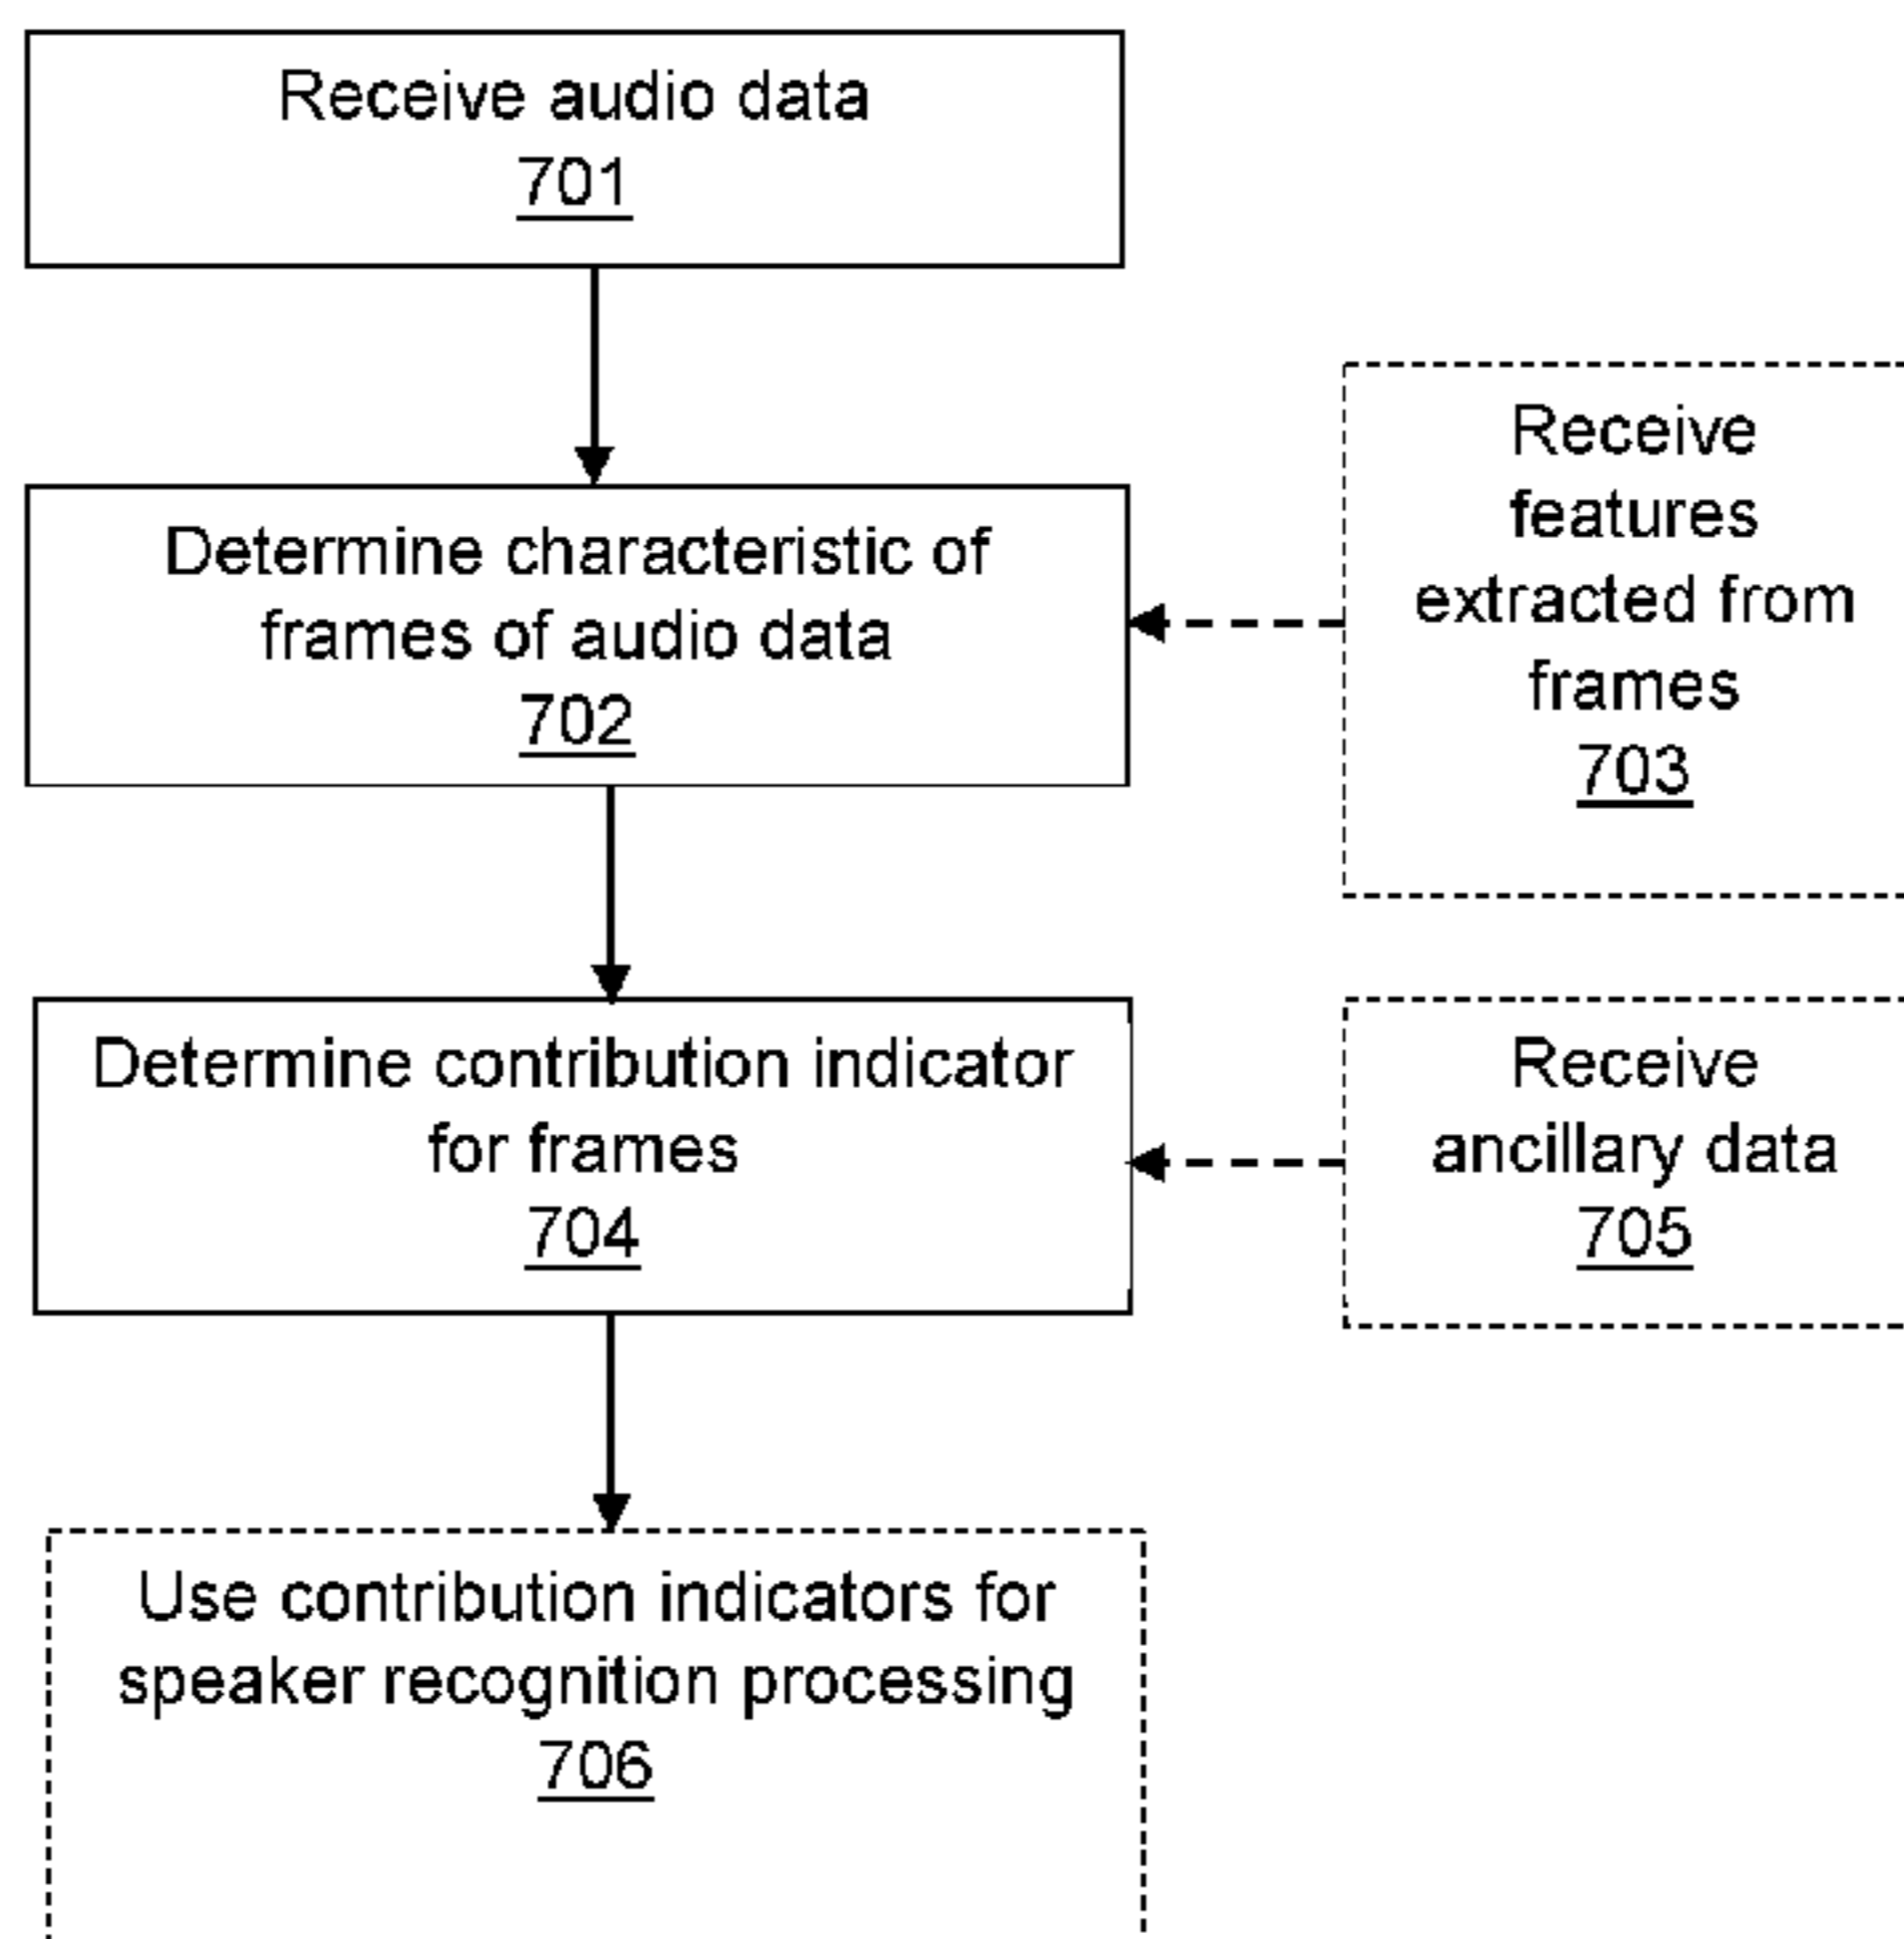 Receive audio data
701
Determine characteristic of
frames of audio data
702
Receive
features
extracted from
frames
703
Determine contribution indicator
for frames
704
Receive
ancillary data
705
Use contribution indicators for
speaker recognition processing
706